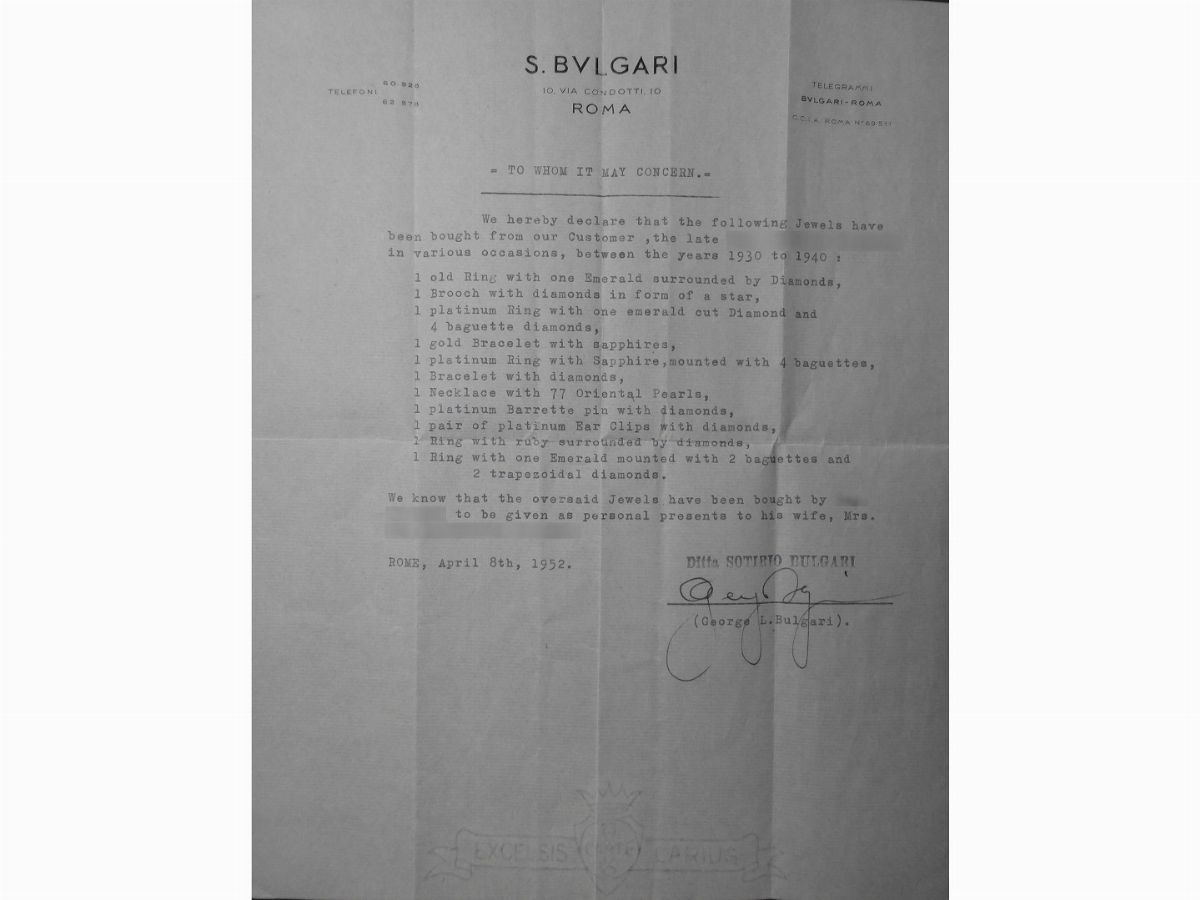 S. BVLGARI
10, VIA CONDOTTI, 10
ROMA
TELEFONI
TELEGRAMMI
BVLGARI-ROMA
C.C.I.A. ROMA
= TO WHOM IT MAY CONCERN.=
We hereby declare that the following Jewels have
been bought from our Customer ,the late
in various occasions, between the years 1930 to 1940 :
1 old Ring with one Emerald surrounded by Diamonds,
1 Brooch with diamonds in form of a star,
1 platinum Ring with one emerald cut Diamond and
4 baguette diamonds,
1 gold Bracelet with sapphires,
1 platinum Ring with Sapphire,mounted with 4 baguettes,
1 Bracelet with diamonds,
1 Necklace with 77 Oriental Pearls,
1 platinum Barrette pin with diamonds,
1 pair of platinum Ear Clips with diamonds,
1 Ring with ruby surrounded by diamonds,
1 Ring with one Emerald mounted with 2 baguettes and
2 trapezoidal diamonds.
We know that the oversaid Jewels have been bought by
to be given as personal presents to his wife, Mrs.
ROME, April 8th, 1952.
Ditta SOTIRIO BULGARI
(George L.Bulgari).
EXCELSIS